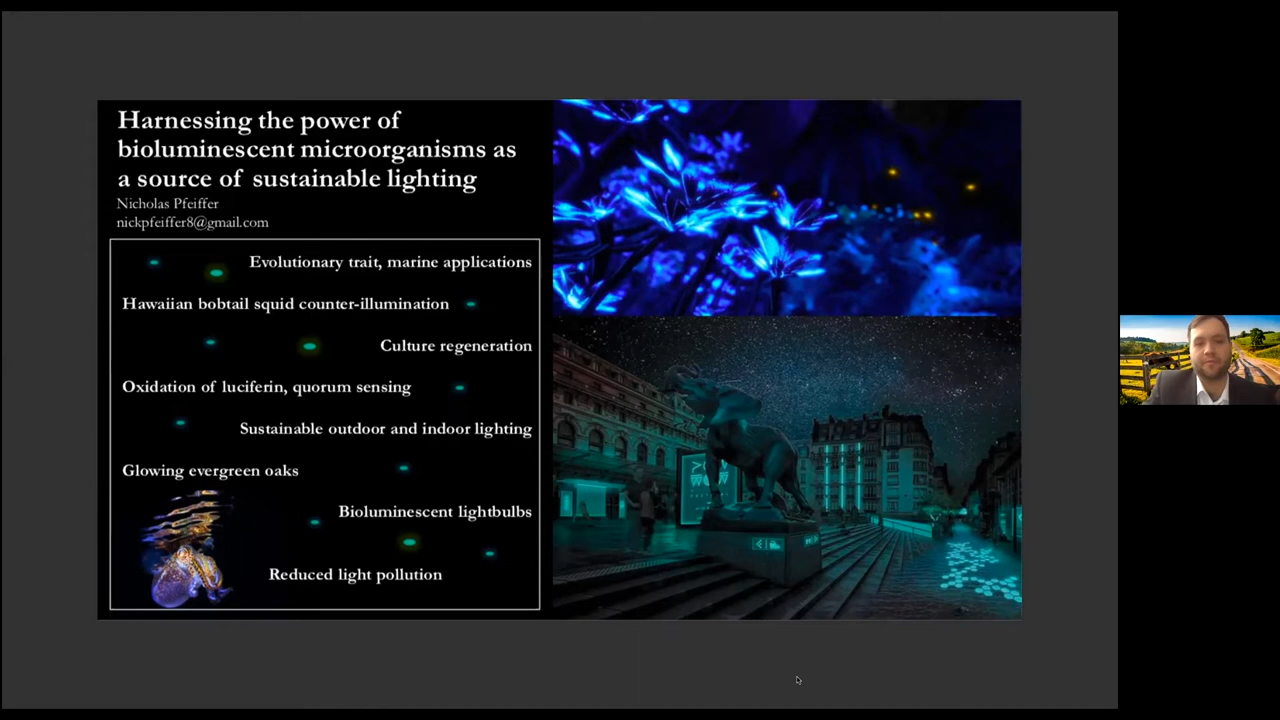 Harnessing the power of
bioluminescent microorganisms as
a source of sustainable lighting
Nicholas Pfeiffer
nickpfeiffer8@gmail.com
Evolutionary trait, marine applications
Hawaiian bobtail squid counter-illumination
Culture regeneration
Oxidation of luciferin, quorum sensing
Sustainable outdoor and indoor lighting
Glowing evergreen oaks
Bioluminescent lightbulbs
Reduced light pollution